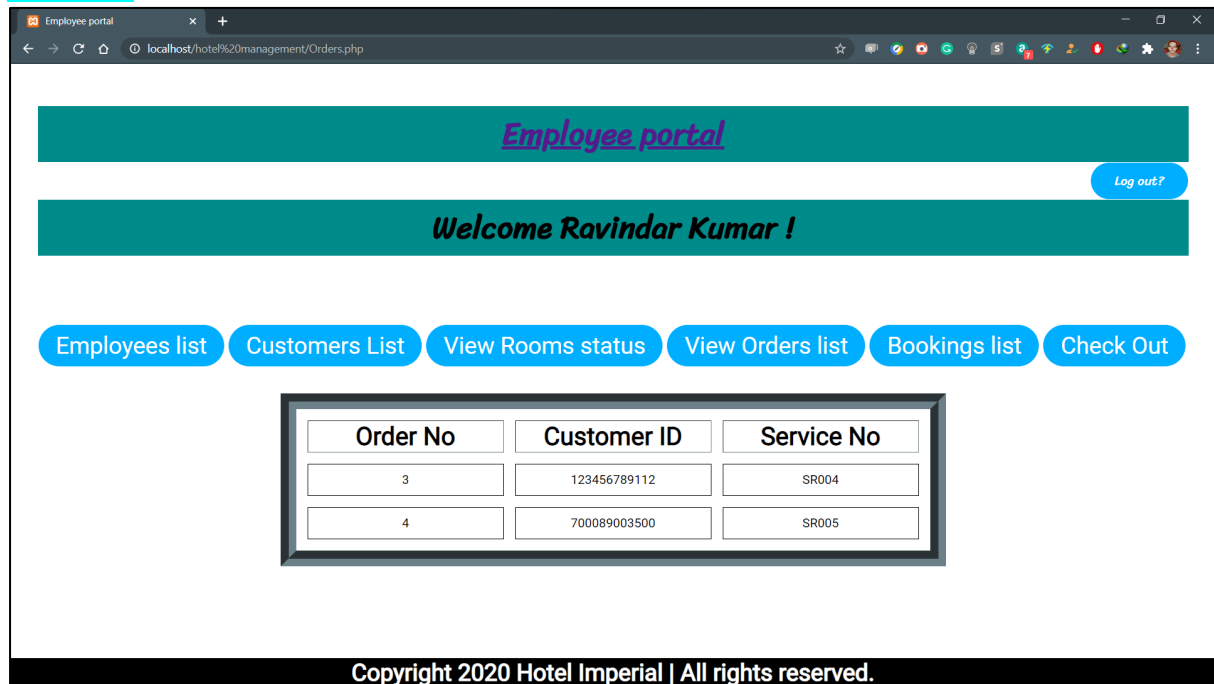 Employee portal
localhost/hotel%20management/Orders.php
Employee portal
Log out?
Welcome Ravindar Kumar !
Employees list Customers List View Rooms status View Orders list Bookings list Check Out
Order No Customer ID Service No
3 123456789112 SR004
4 700089003500 SR005
Copyright 2020 Hotel Imperial | All rights reserved.